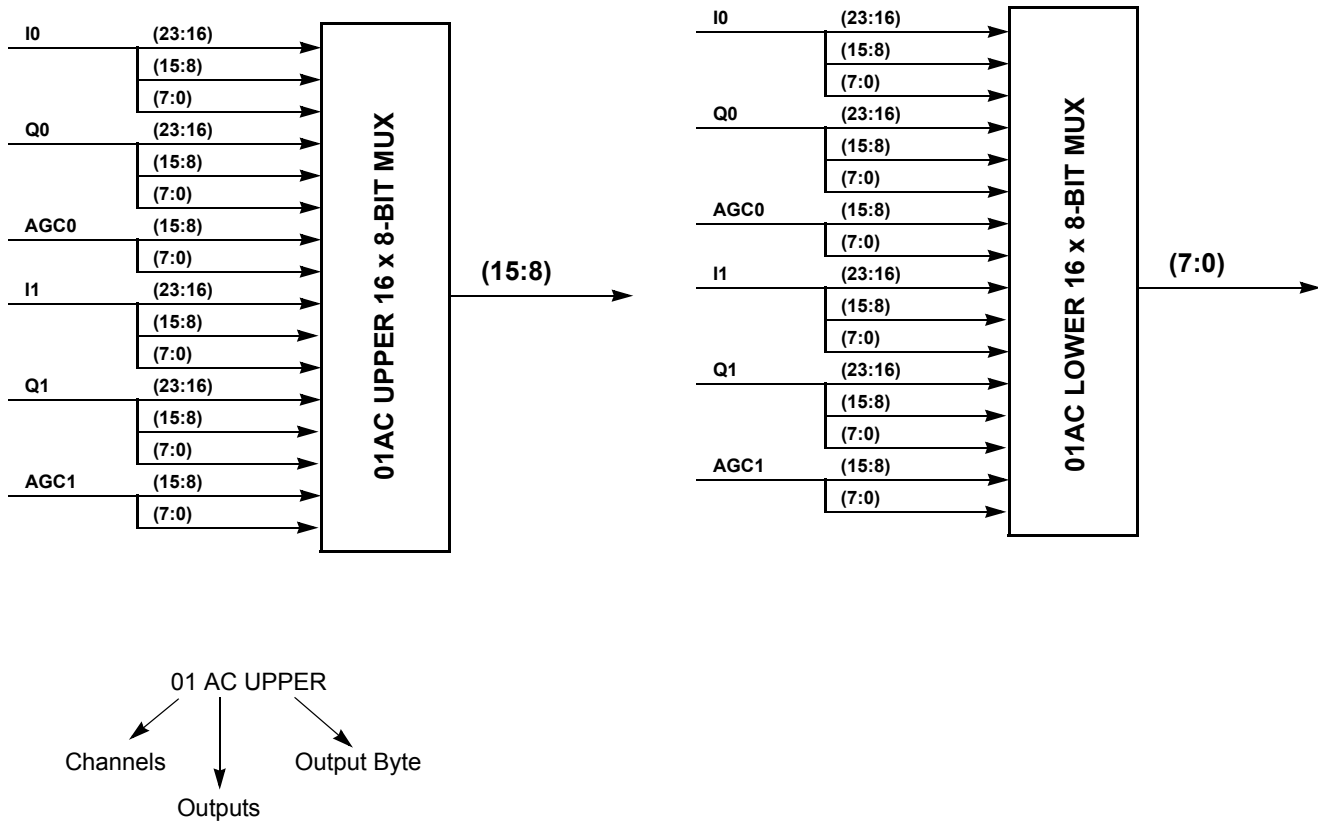 I0 (23:16)
(15:8)
(7:0)
Q0 (23:16)
(15:8)
(7:0)
AGC0 (15:8)
(7:0)
I1 (23:16)
(15:8)
(7:0)
Q1 (23:16)
(15:8)
(7:0)
AGC1 (15:8)
(7:0)
01AC UPPER 16 x 8-BIT MUX
(15:8)
I0 (23:16)
(15:8)
(7:0)
Q0 (23:16)
(15:8)
(7:0)
AGC0 (15:8)
(7:0)
I1 (23:16)
(15:8)
(7:0)
Q1 (23:16)
(15:8)
(7:0)
AGC1 (15:8)
(7:0)
01AC LOWER 16 x 8-BIT MUX
(7:0)
01 AC UPPER
Channels
Output Byte
Outputs